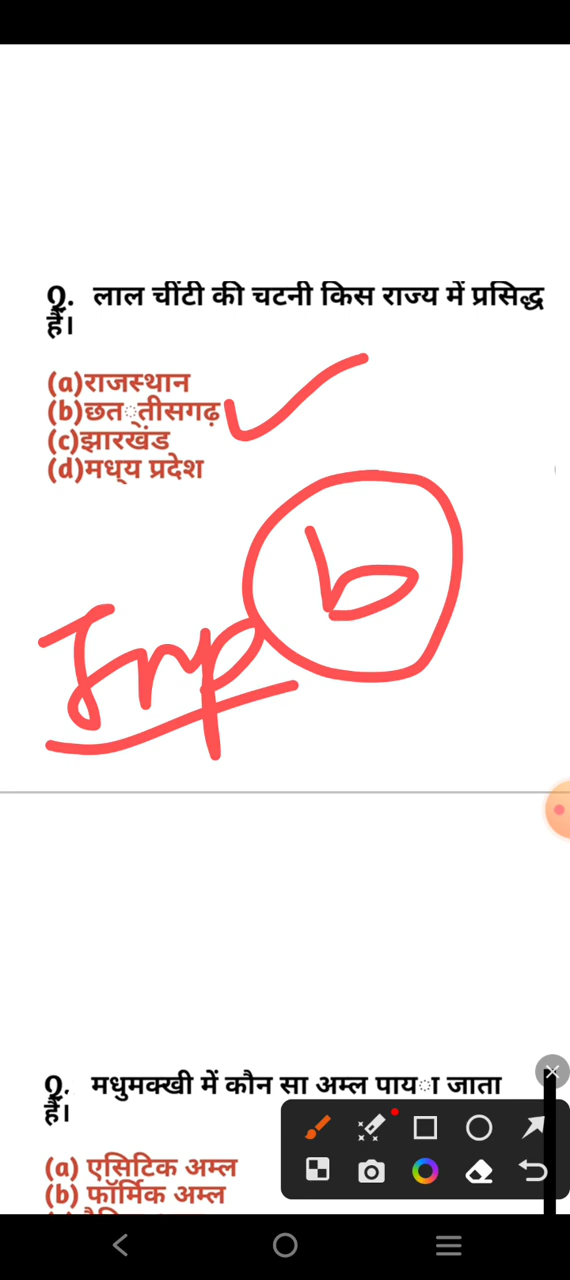 Q. लाल चींटी की चटनी किस राज्य में प्रसिद्ध
हैं।
(a)राजस्थान
(b)छत्तीसगढ़
(c)झारखंड
(d)मध्य प्रदेश
b
Imp
Q. मधुमक्खी में कौन सा अम्ल पाया जाता
हैं।
(a) एसिटिक अम्ल
(b) फॉर्मिक अम्ल